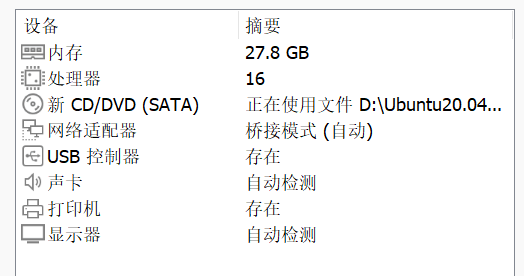 设备 摘要
内存 27.8 GB
处理器 16
新 CD/DVD (SATA) 正在使用文件 D:\Ubuntu20.04...
网络适配器 桥接模式 (自动)
USB 控制器 存在
声卡 自动检测
打印机 存在
显示器 自动检测